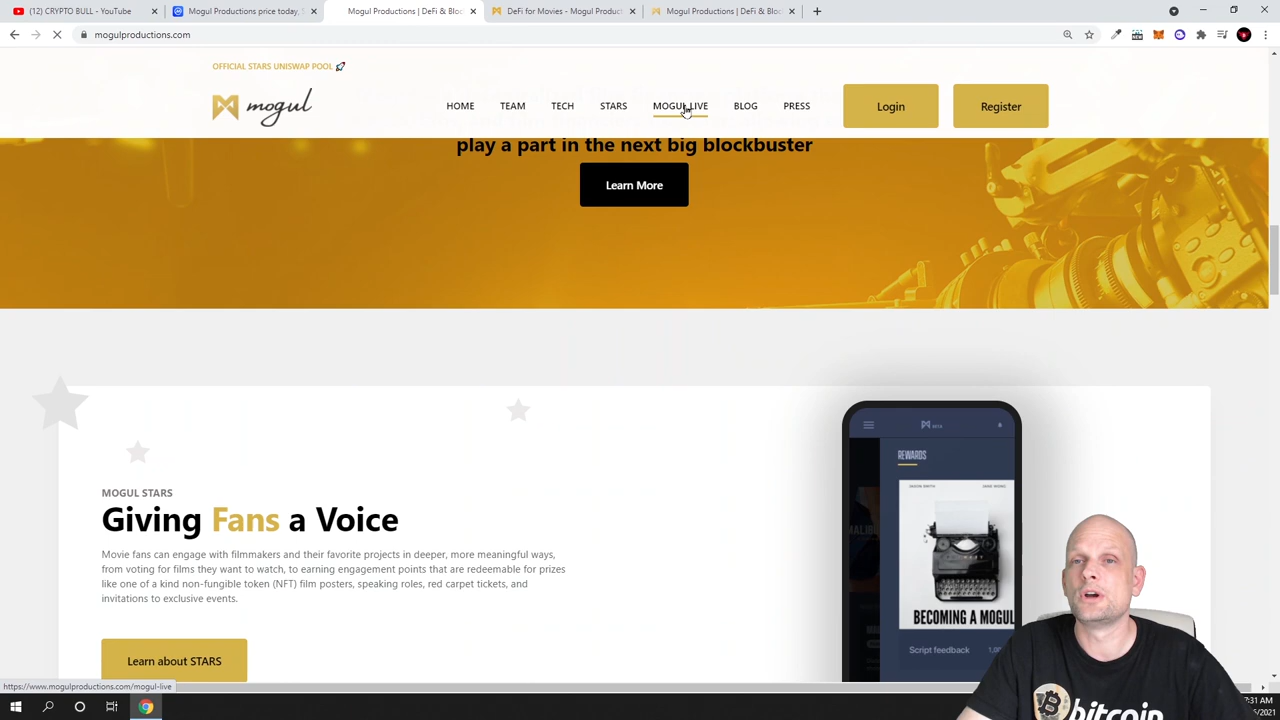 (12) CRYPTO BULL - YouTube
Mogul Productions price today, S
Mogul Productions | DeFi & Bloc
DeFi for Movies - Mogul Product
Mogul Productions | DeFi & Bloc
mogulproductions.com
OFFICIAL STARS UNISWAP POOL
mogul
HOME
TEAM
TECH
STARS
MOGUL LIVE
BLOG
PRESS
Login
Register
play a part in the next big blockbuster
Learn More
REWARDS
MOGUL STARS
Giving Fans a Voice
Movie fans can engage with filmmakers and their favorite projects in deeper, more meaningful ways,
from voting for films they want to watch, to earning engagement points that are redeemable for prizes
like one of a kind non-fungible token (NFT) film posters, speaking roles, red carpet tickets, and
invitations to exclusive events.
BECOMING A MOGUL
Script feedback
Learn about STARS
https://www.mogulproductions.com/mogul-live
bitcoin